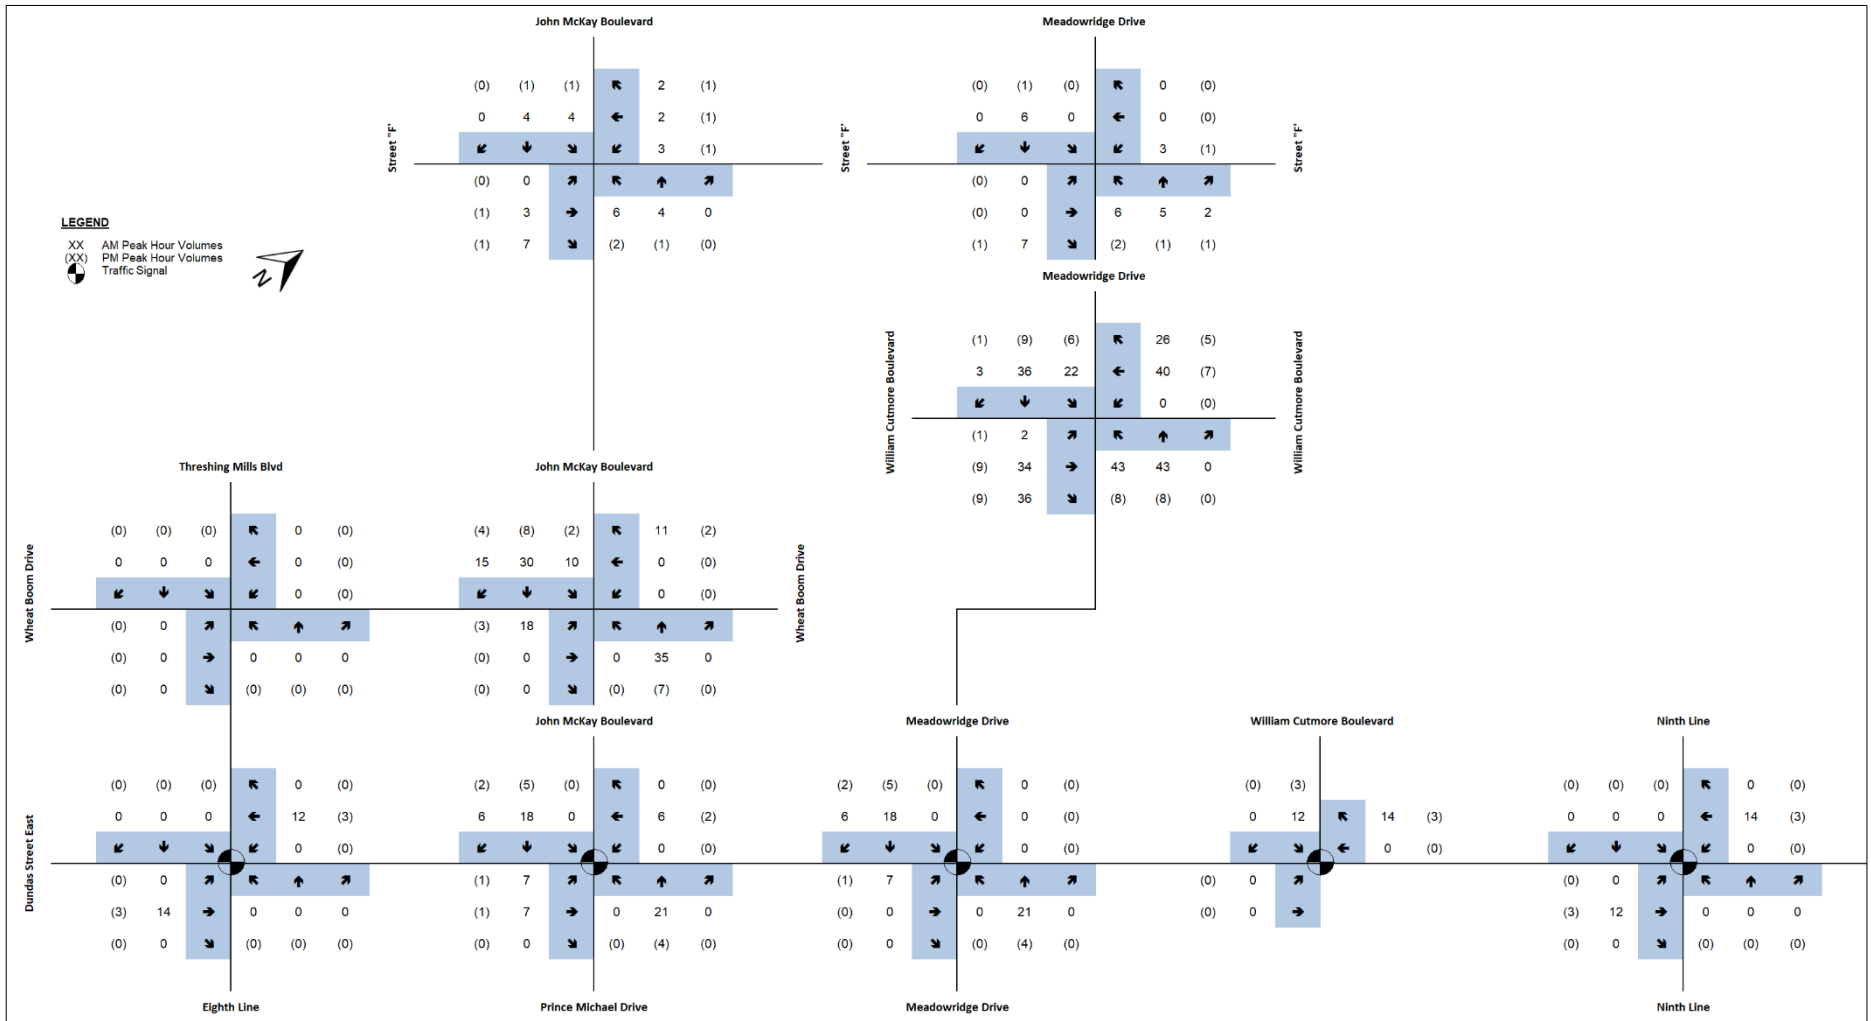 John McKay Boulevard Meadowridge Drive
(0) (1) (1) 2 (1) (0) (1) (0) 0 (0)
0 4 4 2 (1) 0 6 0 0 (0)
3 (1) 3 (1)
Street "F' Street "F' Street "F'
(0) 0 (0) 0
(1) 3 6 4 0 (0) 0 6 5 2
(1) 7 (2) (1) (0) (1) 7 (2) (1) (1)
LEGEND
XX AM Peak Hour Volumes
(XX) PM Peak Hour Volumes
Traffic Signal
N
Meadowridge Drive
(1) (9) (6) 26 (5)
3 36 22 40 (7)
0 (0)
William Cutmore Boulevard William Cutmore Boulevard
(1) 2
(9) 34 43 43 0
(9) 36 (8) (8) (0)
Threshing Mills Blvd John McKay Boulevard
(0) (0) (0) 0 (0) (4) (8) (2) 11 (2)
0 0 0 0 (0) 15 30 10 0 (0)
0 (0) 0 (0)
Wheat Boom Drive Wheat Boom Drive
(0) 0 (3) 18
(0) 0 0 0 0 (0) 0 0 35 0
(0) 0 (0) (0) (0) (0) 0 (0) (7) (0)
John McKay Boulevard Meadowridge Drive William Cutmore Boulevard Ninth Line
(0) (0) (0) 0 (0) (2) (5) (0) 0 (0) (2) (5) (0) 0 (0) (0) (3) (0) (0) (0) 0 (0)
0 0 0 12 (3) 6 18 0 6 (2) 6 18 0 0 (0) 0 12 14 (3) 0 0 0 14 (3)
0 (0) 0 (0) 0 (0) 0 (0) 0 (0)
Dundas Street East
(0) 0 (1) 7 (1) 7 (0) 0 (0) 0
(3) 14 0 0 0 (1) 7 0 21 0 (0) 0 0 21 0 (0) 0 (3) 12 0 0 0
(0) 0 (0) (0) (0) (0) 0 (0) (4) (0) (0) 0 (0) (4) (0) (0) 0 (0) (0) (0)
Eighth Line Prince Michael Drive Meadowridge Drive Ninth Line